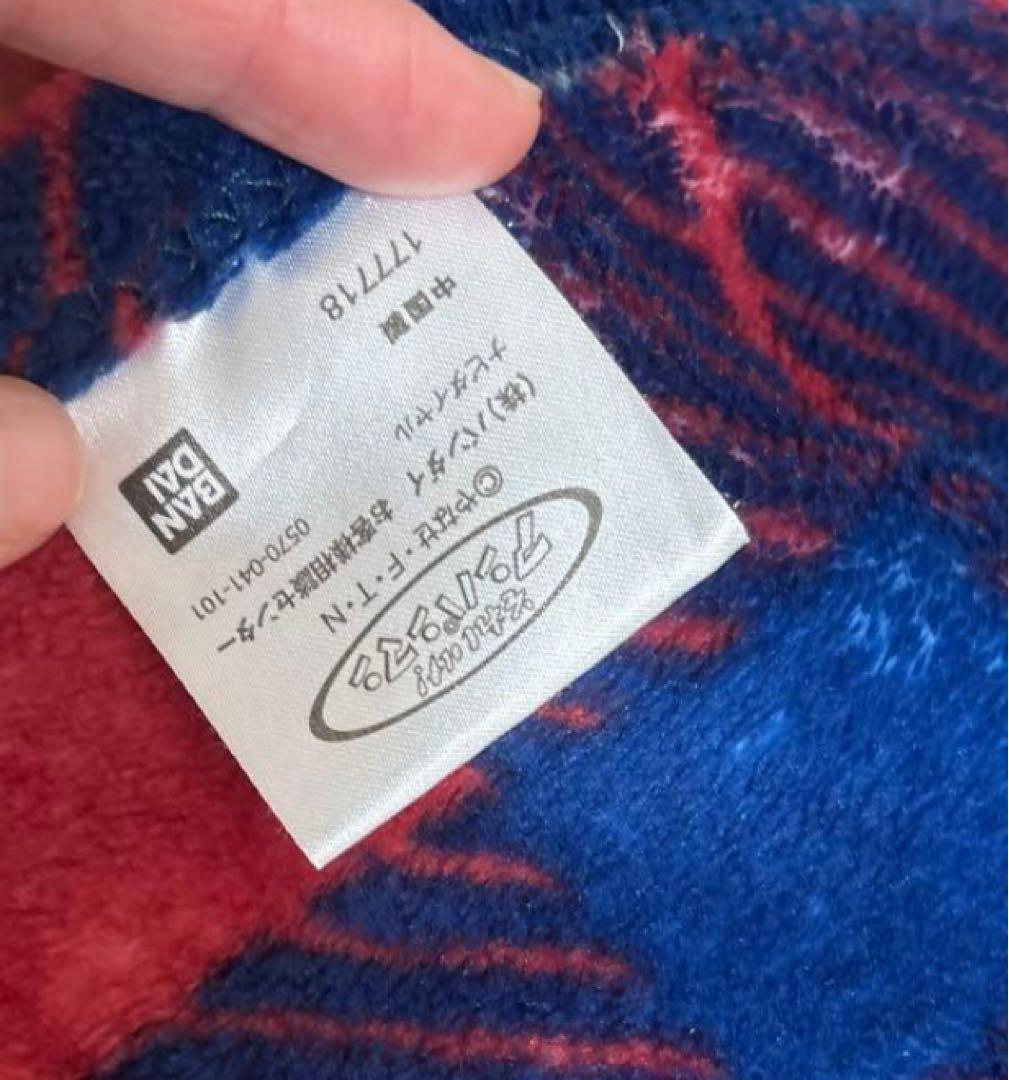 それいけ!
アンパンマン
©やなせ・F・T・N
(株)バンダイ お客様相談センター
ナビダイヤル 0570-041-101
中国製
177718
BAN
DAI